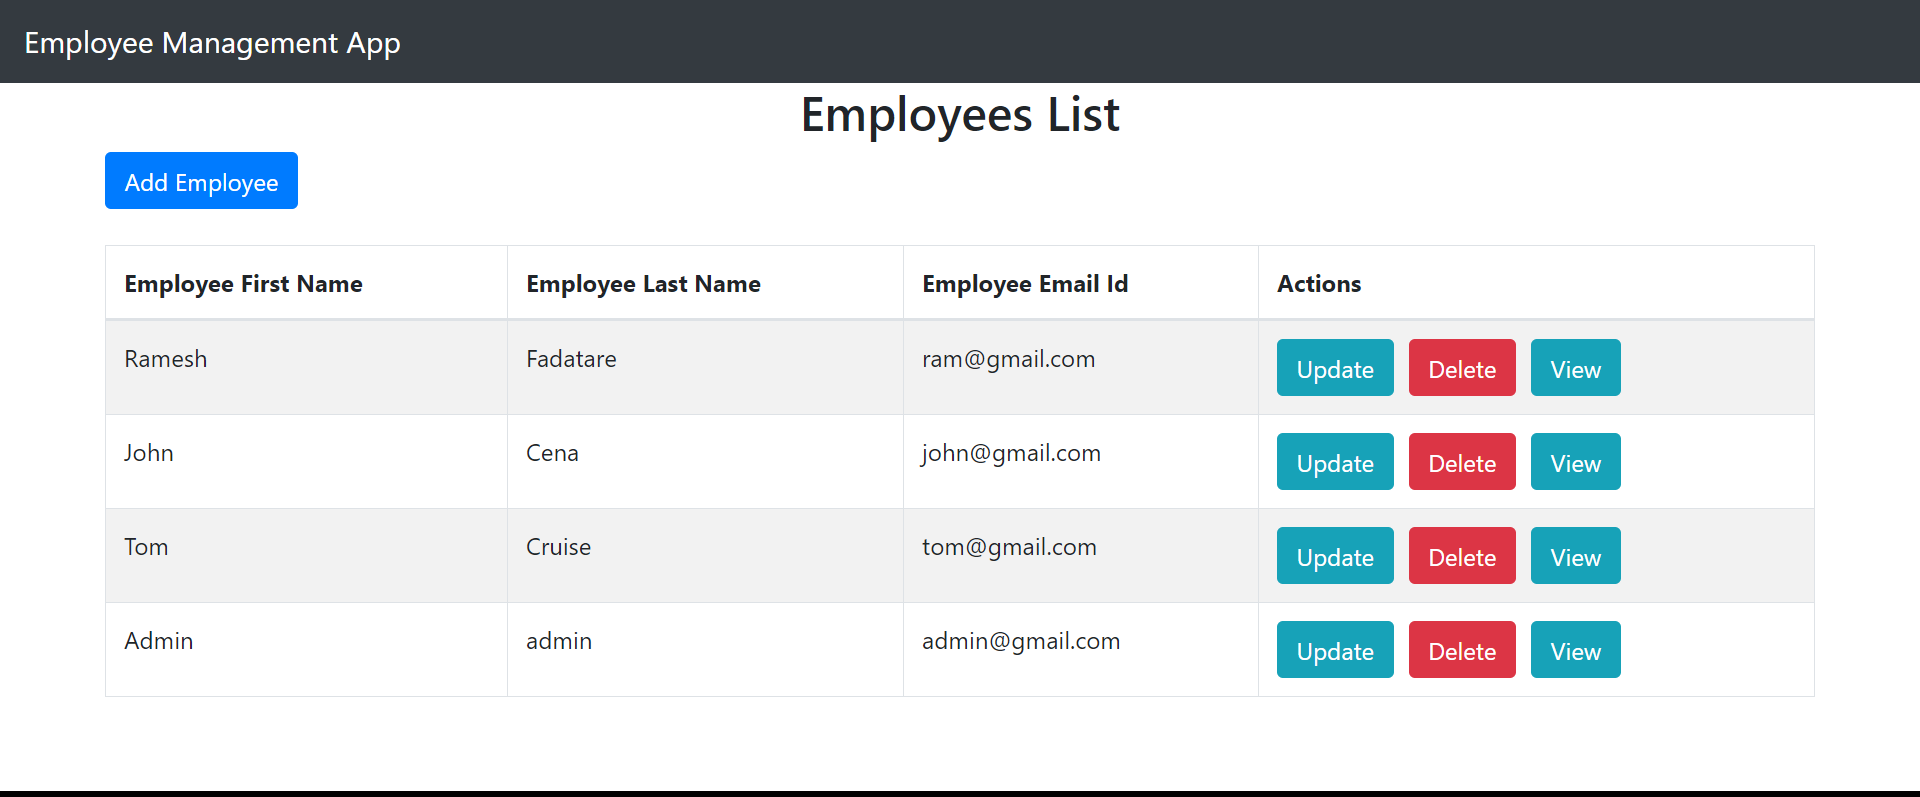 Employee Management App
Employees List
Add Employee
Employee First Name Employee Last Name Employee Email Id Actions
Ramesh Fadatare ram@gmail.com Update Delete View
John Cena john@gmail.com Update Delete View
Tom Cruise tom@gmail.com Update Delete View
Admin admin admin@gmail.com Update Delete View